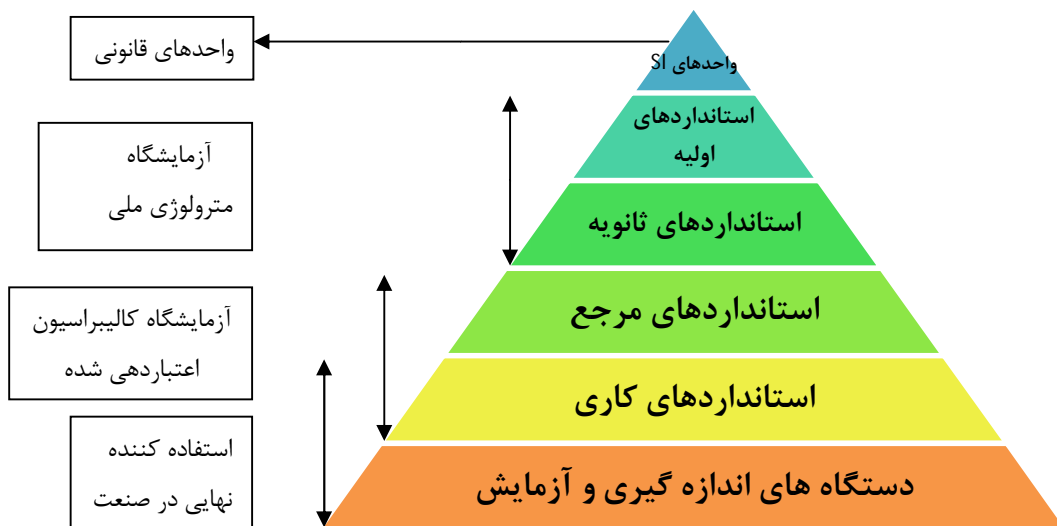 واحدهای قانونی
واحدهای SI
آزمایشگاه
مترولوژی ملی
استانداردهای
اولیه
استانداردهای ثانویه
آزمایشگاه کالیبراسیون
اعتباردهی شده
استانداردهای مرجع
استانداردهای کاری
استفاده کننده
نهایی در صنعت
دستگاه های اندازه گیری و آزمایش